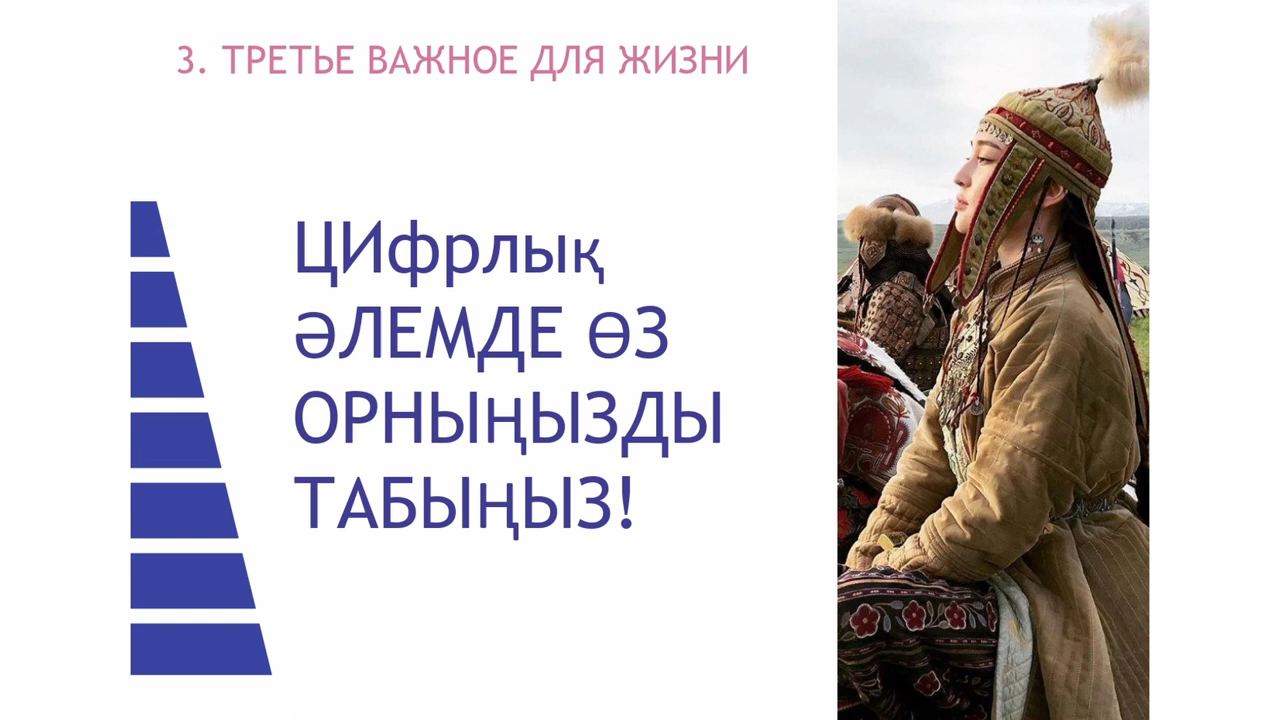 3. ТРЕТЬЕ ВАЖНОЕ ДЛЯ ЖИЗНИ
ЦИфрлық
ӘЛЕМДЕ ӨЗ
ОРНЫңЫЗДЫ
ТАБЫңЫЗ!